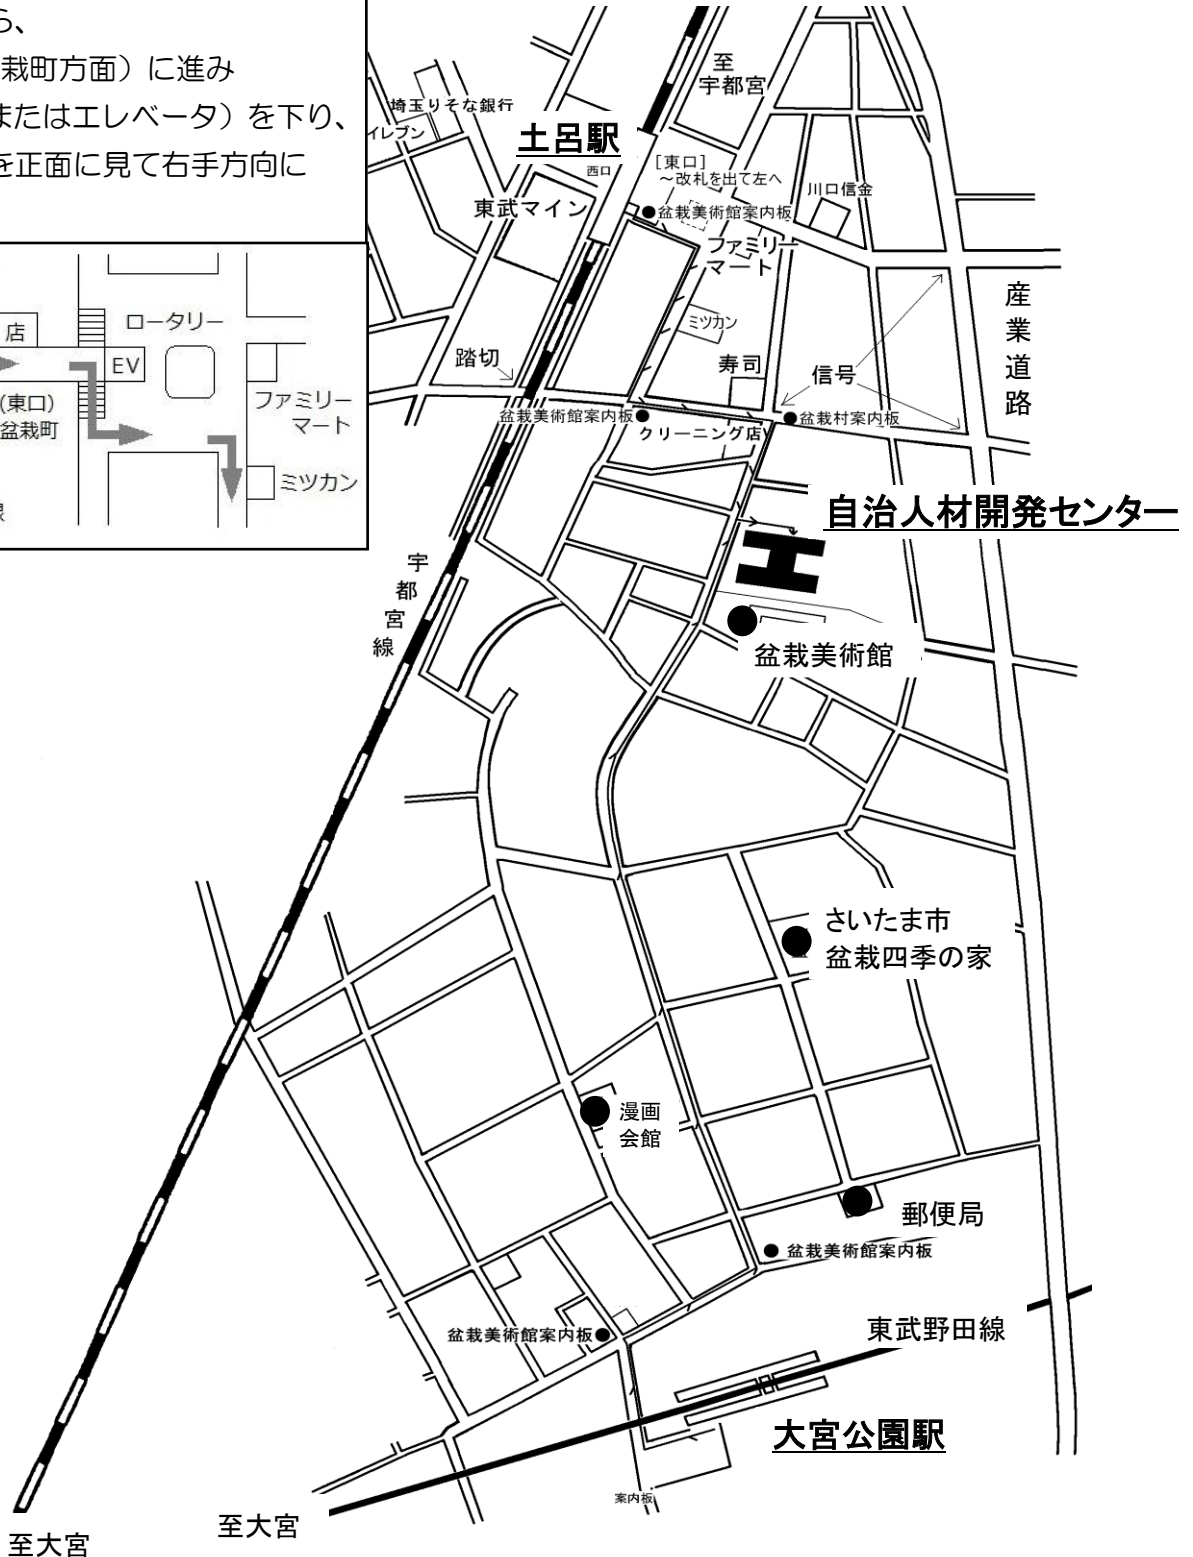 ら、
栽町方面）に進み
またはエレベータ）を下り、
を正面に見て右手方向に
店
ロータリー
EV
(東口)
盆栽町
ファミリー
マート
ミツカン
線
至
宇都宮
埼玉りそな銀行
イレブン
土呂駅
西口
［東口］
～改札を出て左へ
川口信金
東武マイン
盆栽美術館案内板
ファミリー
マート
産業道路
ミツカン
踏切
寿司
信号
盆栽美術館案内板
盆栽村案内板
クリーニング店
自治人材開発センター
宇都宮線
盆栽美術館
さいたま市
盆栽四季の家
漫画
会館
郵便局
盆栽美術館案内板
東武野田線
盆栽美術館案内板
大宮公園駅
案内板
至大宮
至大宮